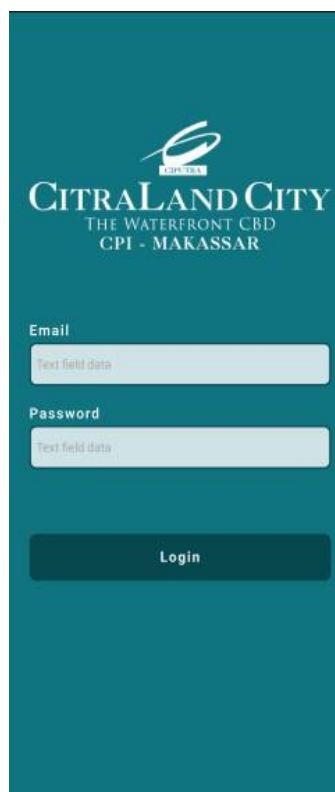 CIPUTRA
CITRALAND CITY
THE WATERFRONT CBD
CPI - MAKASSAR
Email
Text field data
Password
Text field data
Login